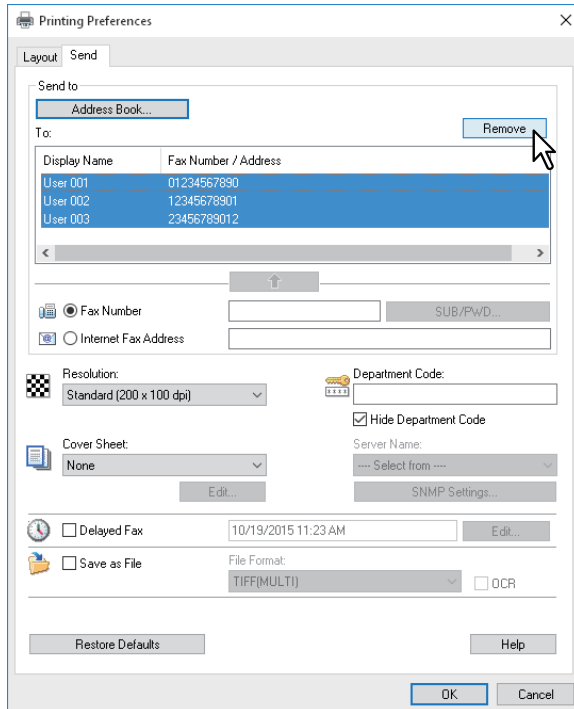 Printing Preferences
Layout Send
Send to
Address Book...
To:
Remove
Display Name Fax Number / Address
User 001 01234567890
User 002 12345678901
User 003 23456789012
Fax Number SUB/PWD...
Internet Fax Address
Resolution: Department Code:
Standard (200 x 100 dpi)
Hide Department Code
Cover Sheet: Server Name:
None ---- Select from ----
Edit... SNMP Settings...
Delayed Fax 10/19/2015 11:23 AM Edit...
Save as File File Format:
TIFF(MULTI) OCR
Restore Defaults Help
OK Cancel